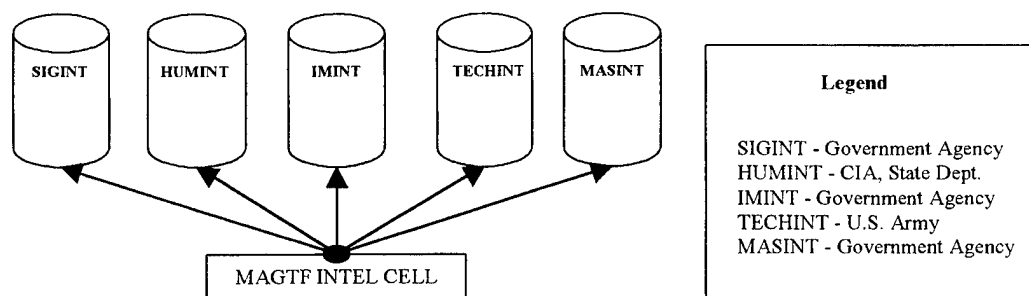 SIGINT
HUMINT
IMINT
TECHINT
MASINT
MAGTF INTEL CELL
Legend
SIGINT - Government Agency
HUMINT - CIA, State Dept.
IMINT - Government Agency
TECHINT - U.S. Army
MASINT - Government Agency